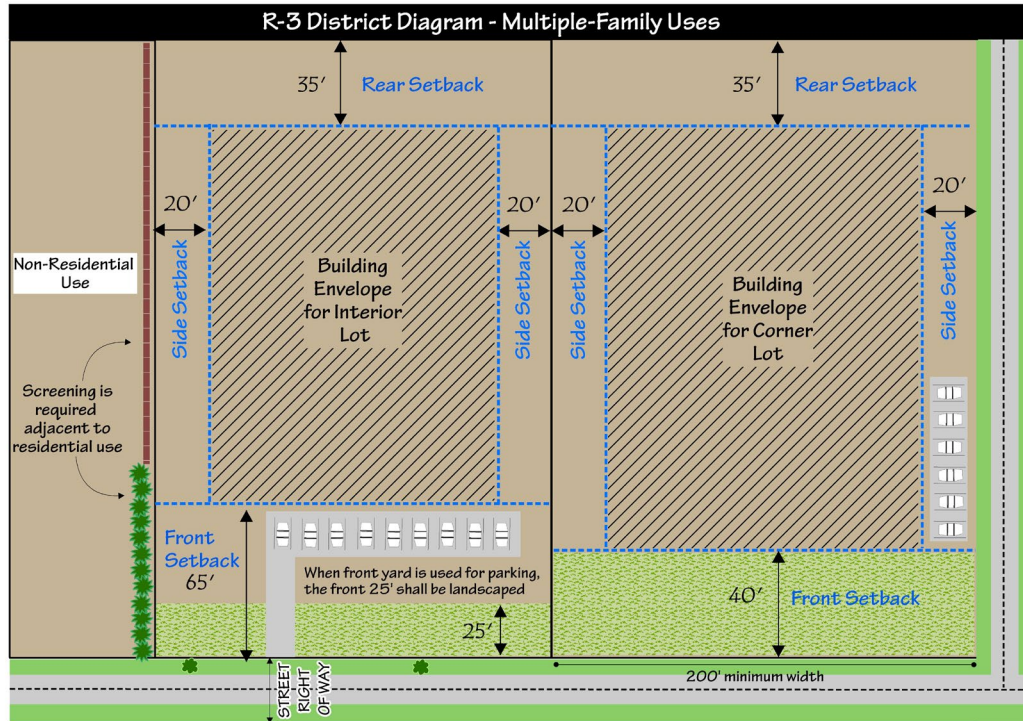 R-3 District Diagram - Multiple-Family Uses
35'
Rear Setback
35'
Rear Setback
20'
20'
20'
20'
Side Setback
Side Setback
Side Setback
Side Setback
Non-Residential
Use
Building
Envelope
for Interior
Lot
Building
Envelope
for Corner
Lot
Screening is
required
adjacent to
residential use
Front
Setback
65'
When front yard is used for parking,
the front 25' shall be landscaped
25'
40'
Front Setback
200' minimum width
STREET
RIGHT
OF WAY